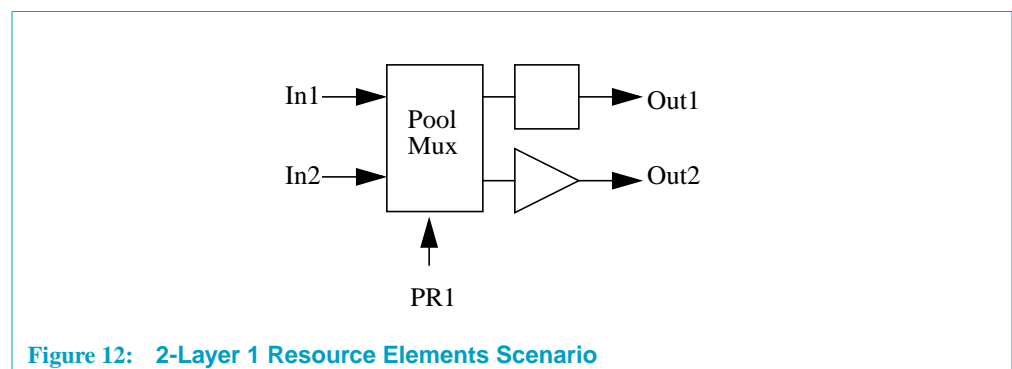 In1
Pool
Mux
Out1
In2
Out2
PR1
Figure 12: 2-Layer 1 Resource Elements Scenario